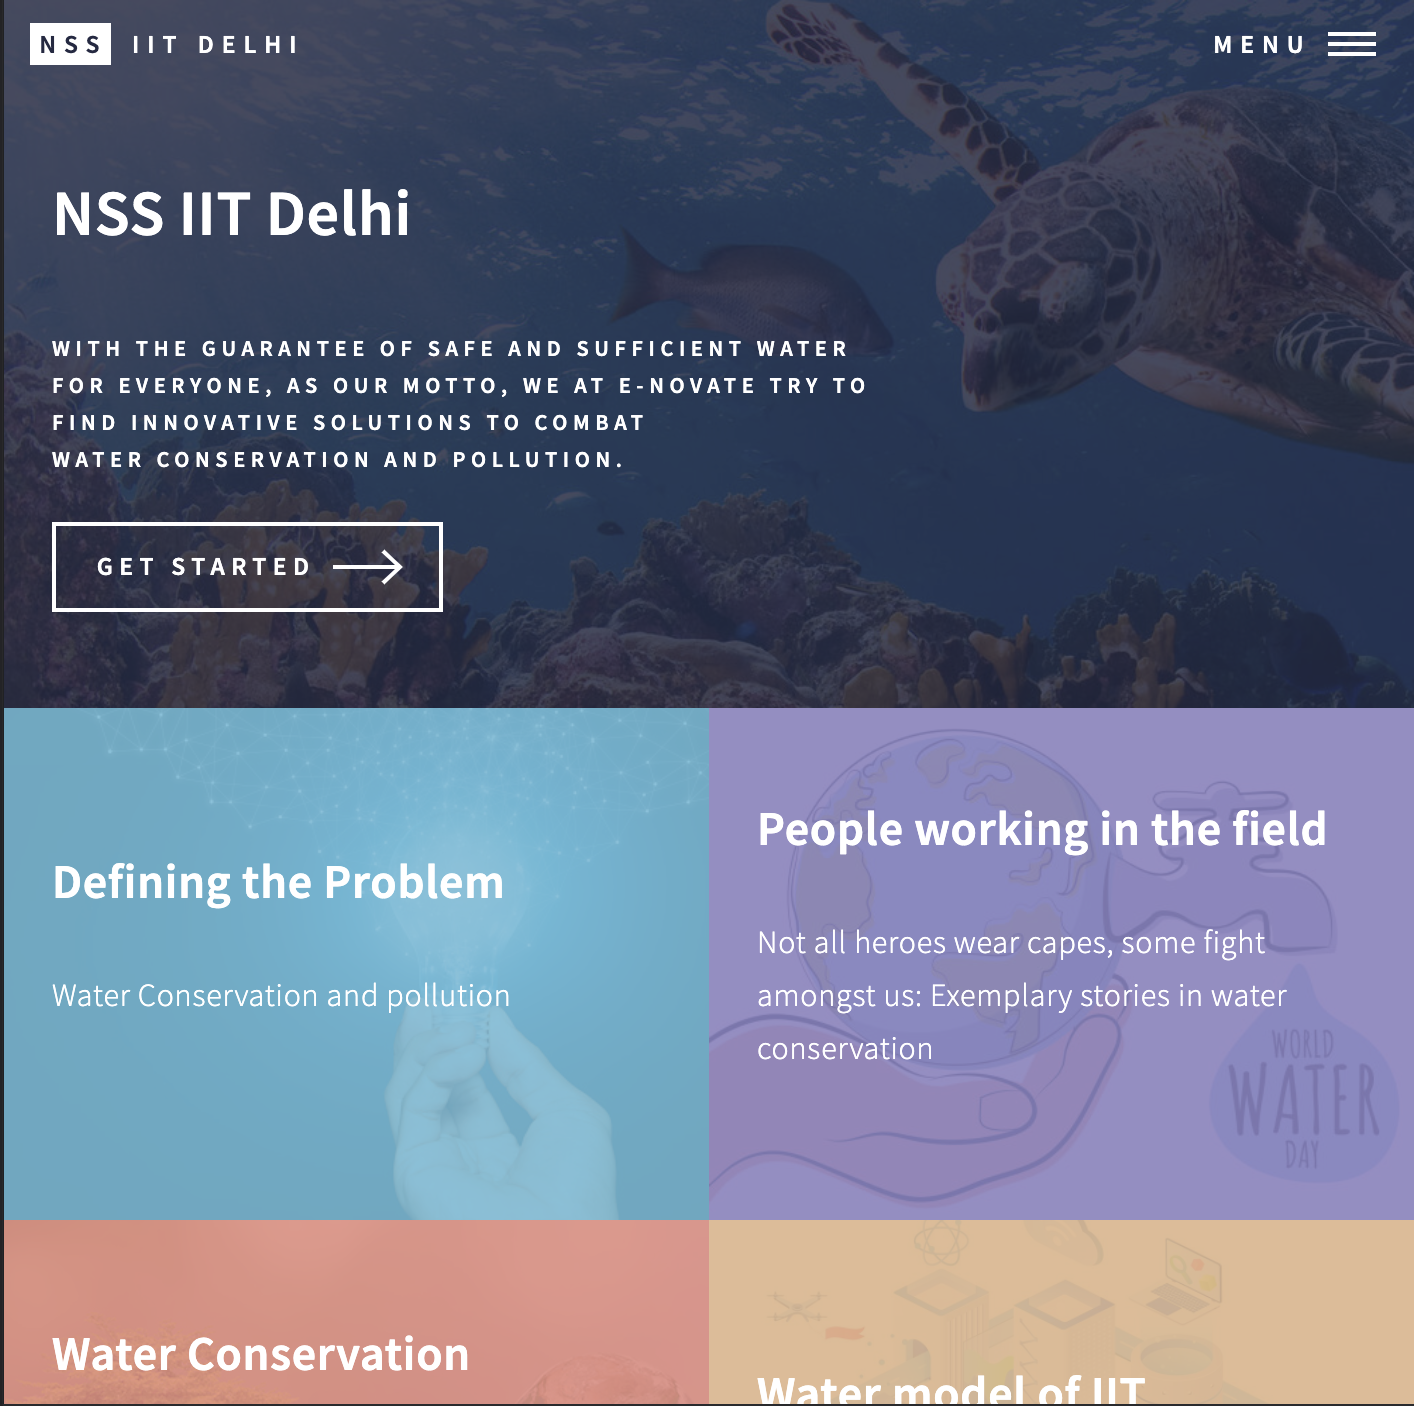 NSS IIT DELHI
MENU
NSS IIT Delhi
WITH THE GUARANTEE OF SAFE AND SUFFICIENT WATER
FOR EVERYONE, AS OUR MOTTO, WE AT E-NOVATE TRY TO
FIND INNOVATIVE SOLUTIONS TO COMBAT
WATER CONSERVATION AND POLLUTION.
GET STARTED
Defining the Problem
Water Conservation and pollution
People working in the field
Not all heroes wear capes, some fight
amongst us: Exemplary stories in water
conservation
WORLD
WATER
DAY
Water Conservation
Water model of IIT